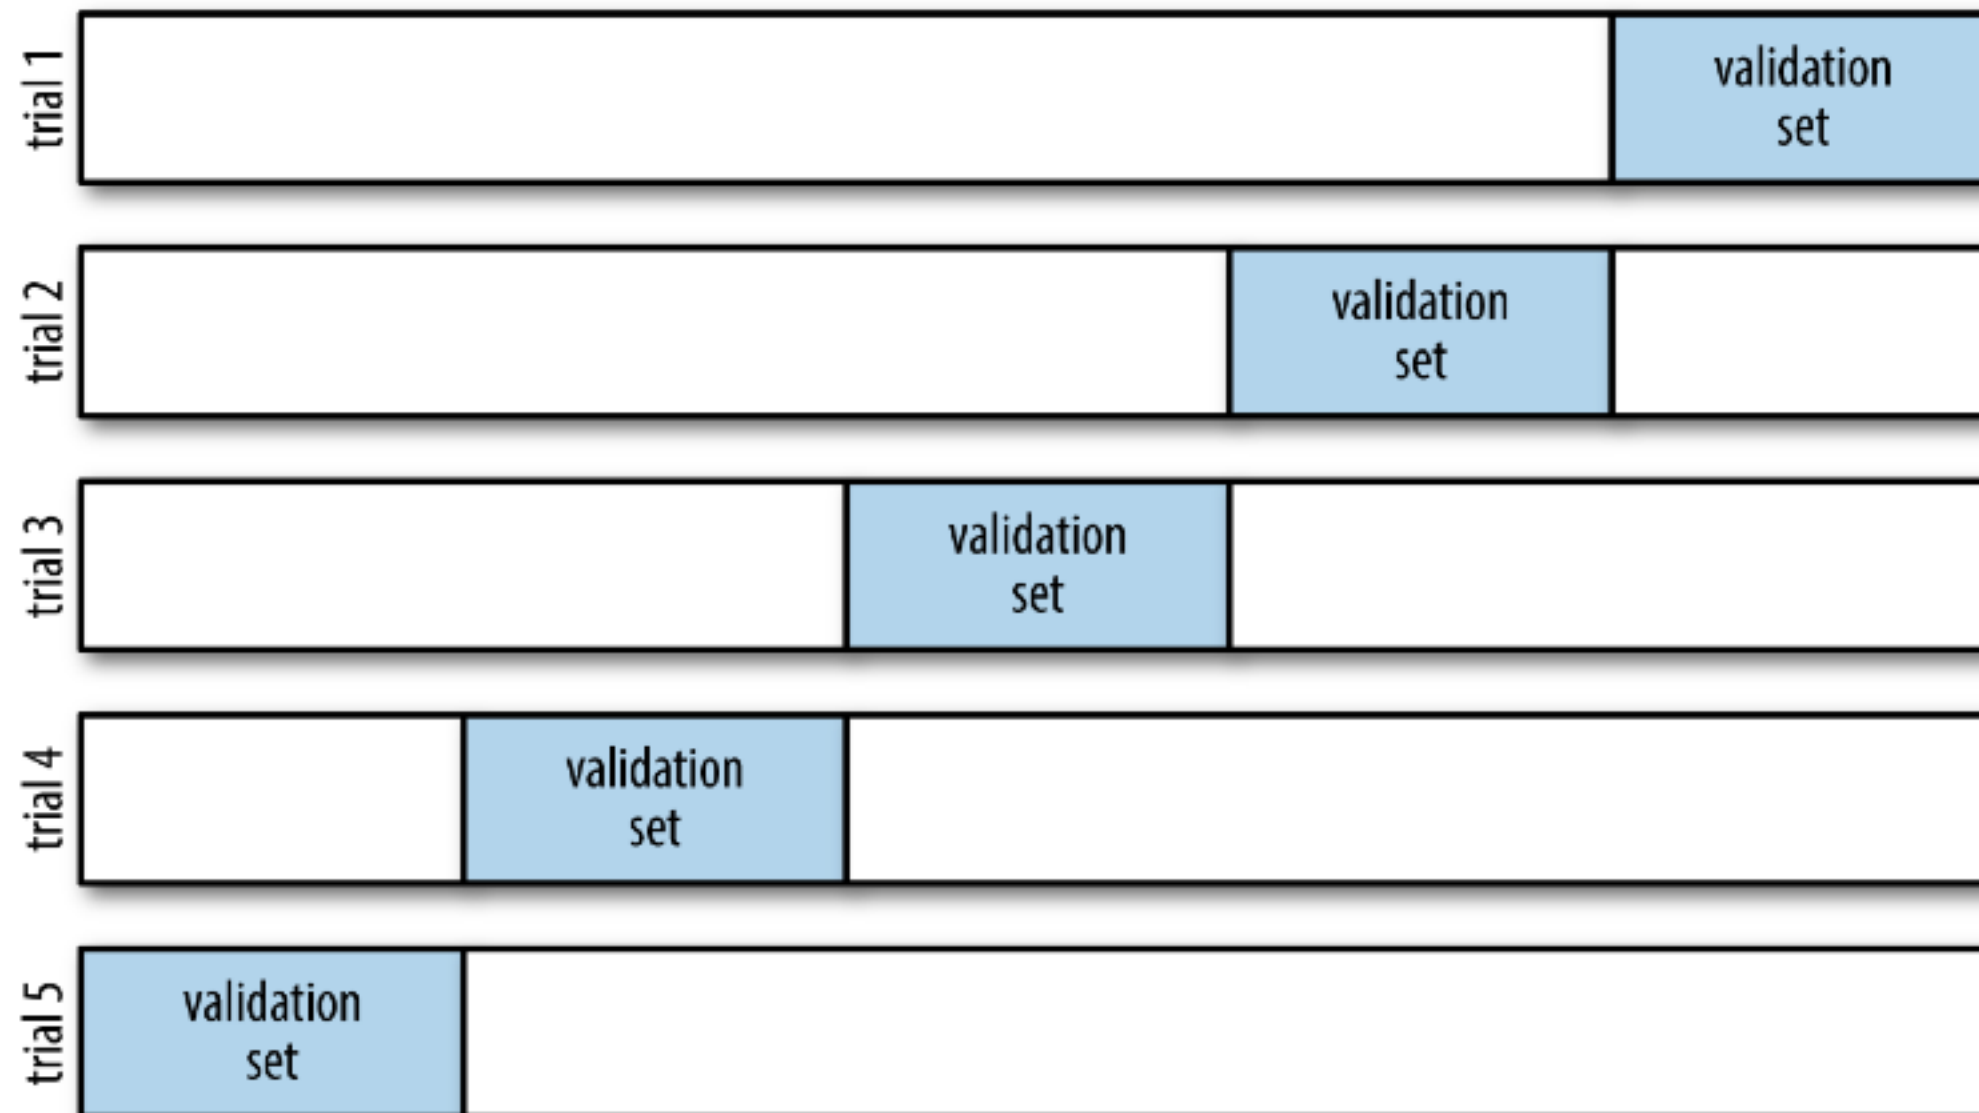 trial 1
validation
set
trial 2
validation
set
trial 3
validation
set
trial 4
validation
set
trial 5
validation
set